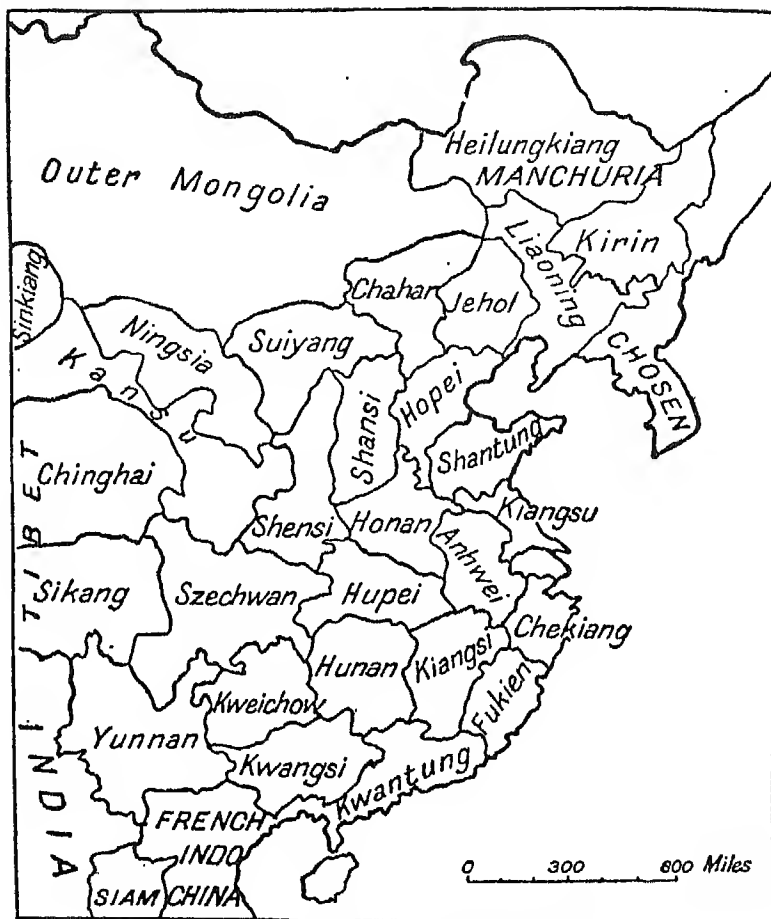 Heilungkiang
MANCHURIA
Outer Mongolia
Kirin
Liaoning
Sinkiang
Chahar
Jehol
Ningsia
Suiyang
Kansu
CHOSEN
Hopei
Shansi
Shantung
Chinghai
TIBET
Kiangsu
Shensi
Honan
Anhwei
Sikang
Szechwan
Hupei
Chekiang
Hunan
Kiangsi
Fukien
Kweichow
Yunnan
Kwangsi
Kwantung
INDIA
FRENCH
INDO
CHINA
SIAM
0 300 600 Miles